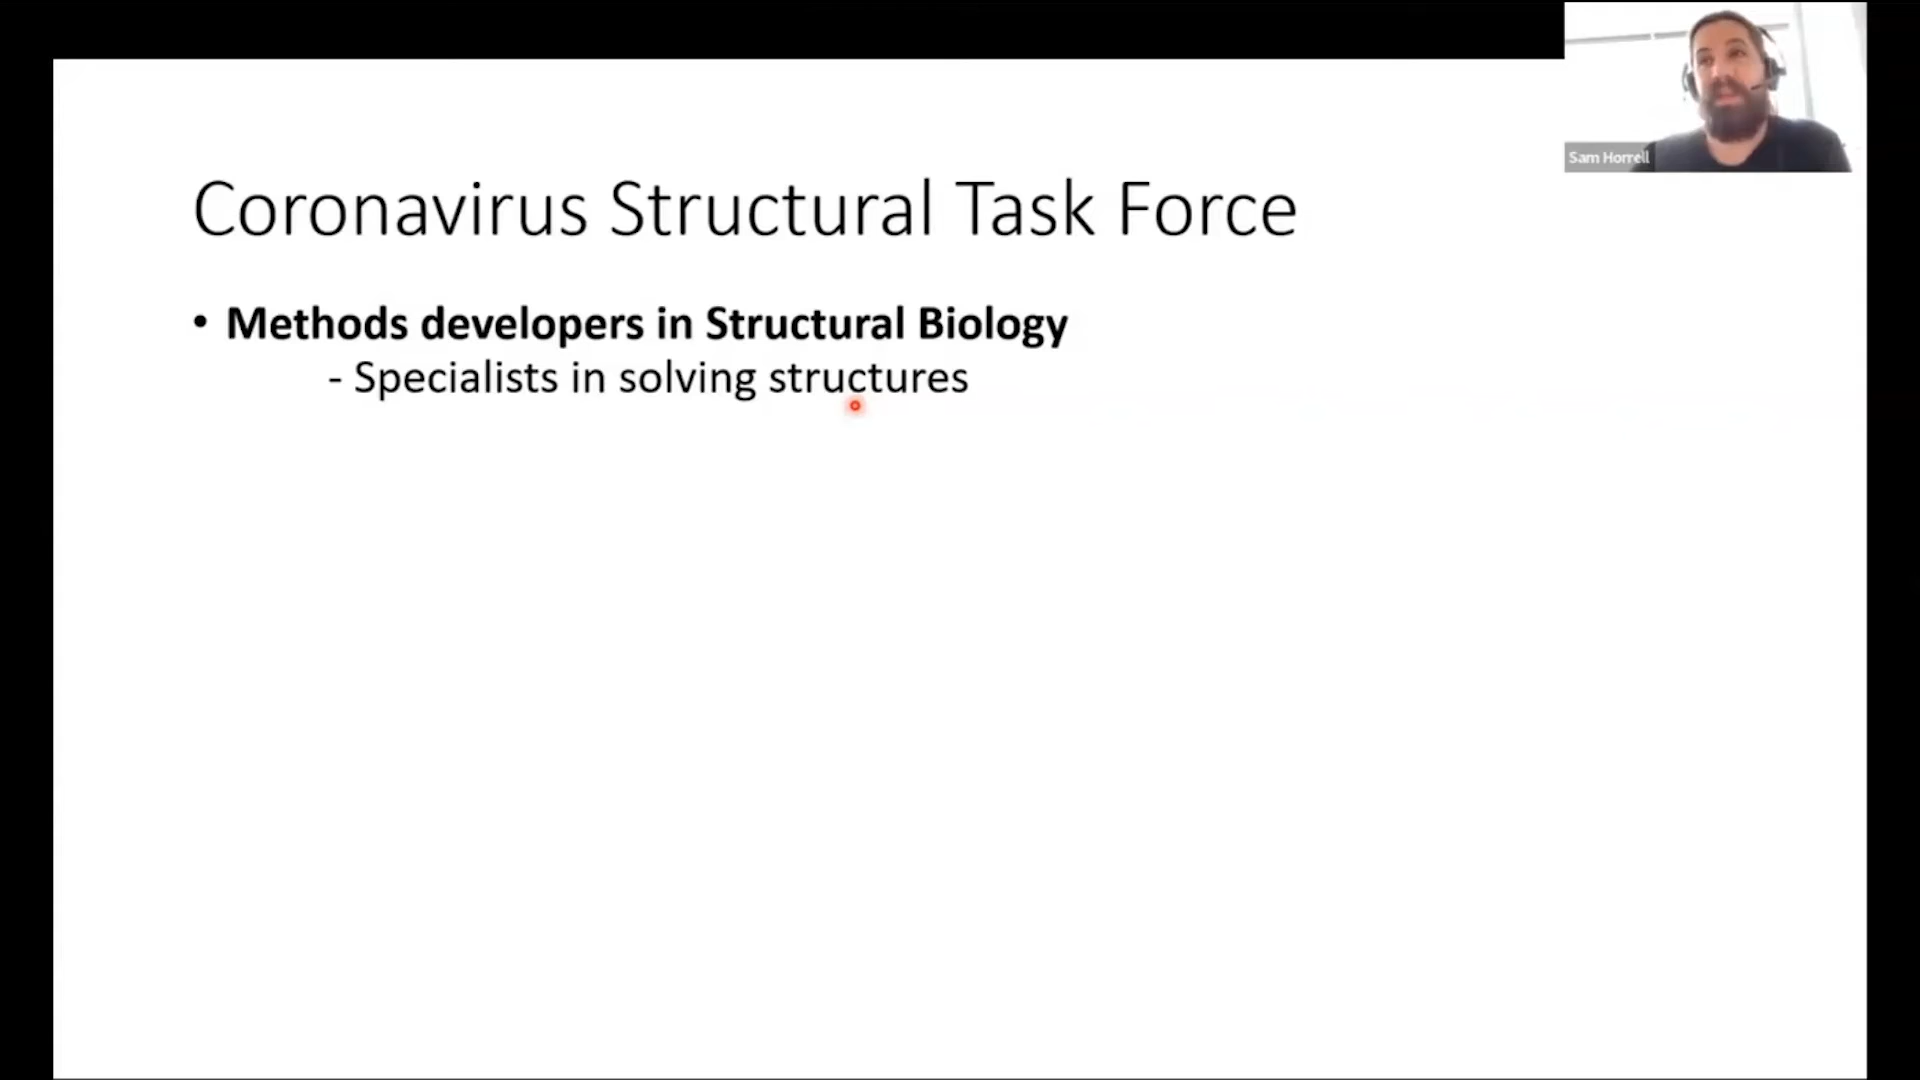 Sam Horrell
Coronavirus Structural Task Force
• Methods developers in Structural Biology
- Specialists in solving structures